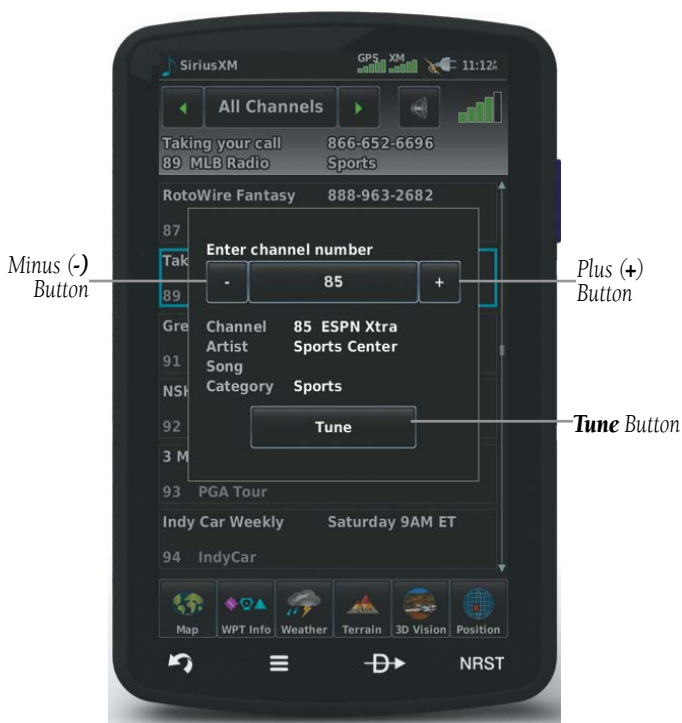 SiriusXM GPS XM 11:12
All Channels
Taking your call 866-652-6696
89 MLB Radio Sports
RotoWire Fantasy 888-963-2682
87
Enter channel number
Tak
Minus (-)
Button
- 85 +
Plus (+)
Button
89
Gre
Channel 85 ESPN Xtra
Artist Sports Center
91
Song
NSH
Category Sports
92
Tune
Tune Button
3 M
93 PGA Tour
Indy Car Weekly Saturday 9AM ET
94 IndyCar
Map WPT Info Weather Terrain 3D Vision Position
D NRST